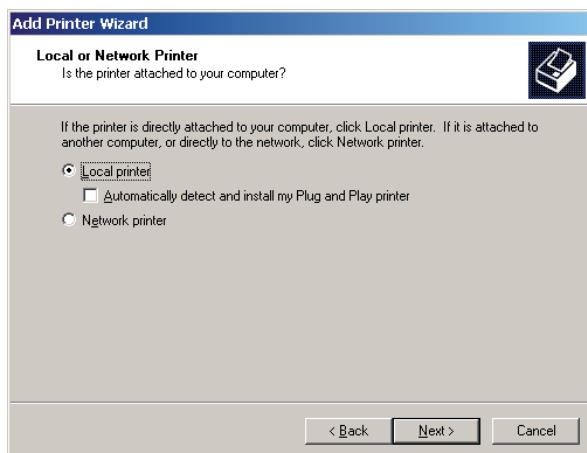 Add Printer Wizard
Local or Network Printer
Is the printer attached to your computer?
If the printer is directly attached to your computer, click Local printer.  If it is attached to
another computer, or directly to the network, click Network printer.
Local printer
Automatically detect and install my Plug and Play printer
Network printer
< Back
Next >
Cancel